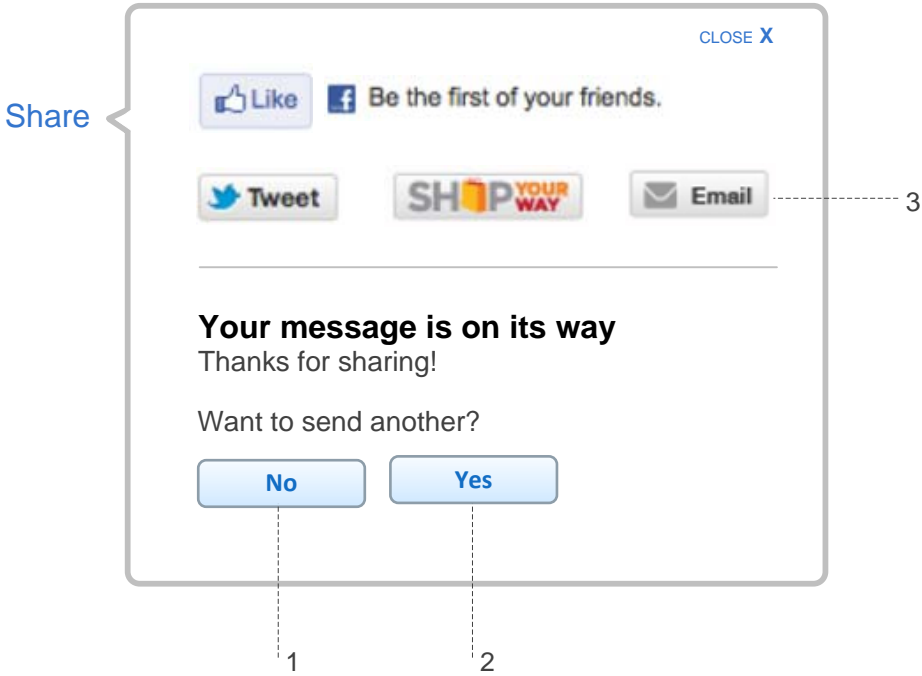 CLOSE X
Share
Like
f Be the first of your friends.
Tweet
SHOP YOUR WAY
Email
3
Your message is on its way
Thanks for sharing!
Want to send another?
No
Yes
1
2